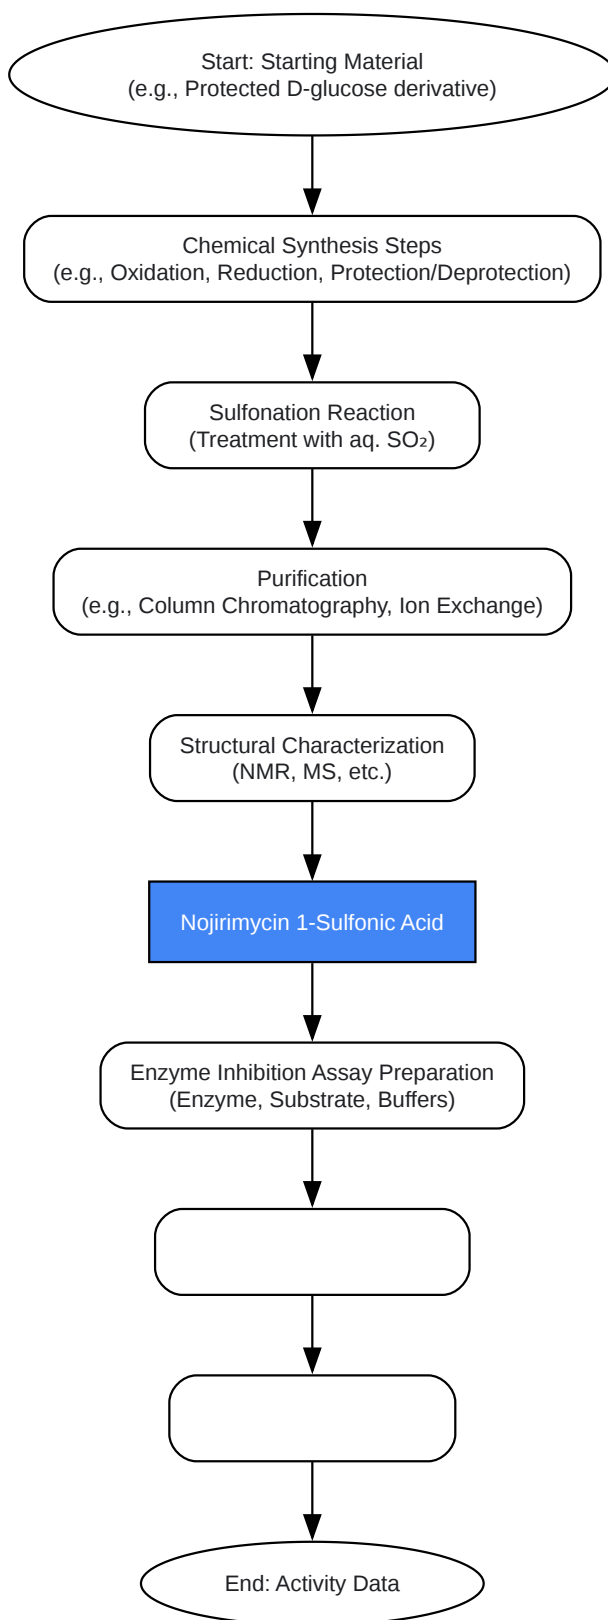 Start: Starting Material
(e.g., Protected D-glucose derivative)
Chemical Synthesis Steps
(e.g., Oxidation, Reduction, Protection/Deprotection)
Sulfonation Reaction
(Treatment with aq. SO₂)
Purification
(e.g., Column Chromatography, Ion Exchange)
Structural Characterization
(NMR, MS, etc.)
Nojirimycin 1-Sulfonic Acid
Enzyme Inhibition Assay Preparation
(Enzyme, Substrate, Buffers)
End: Activity Data